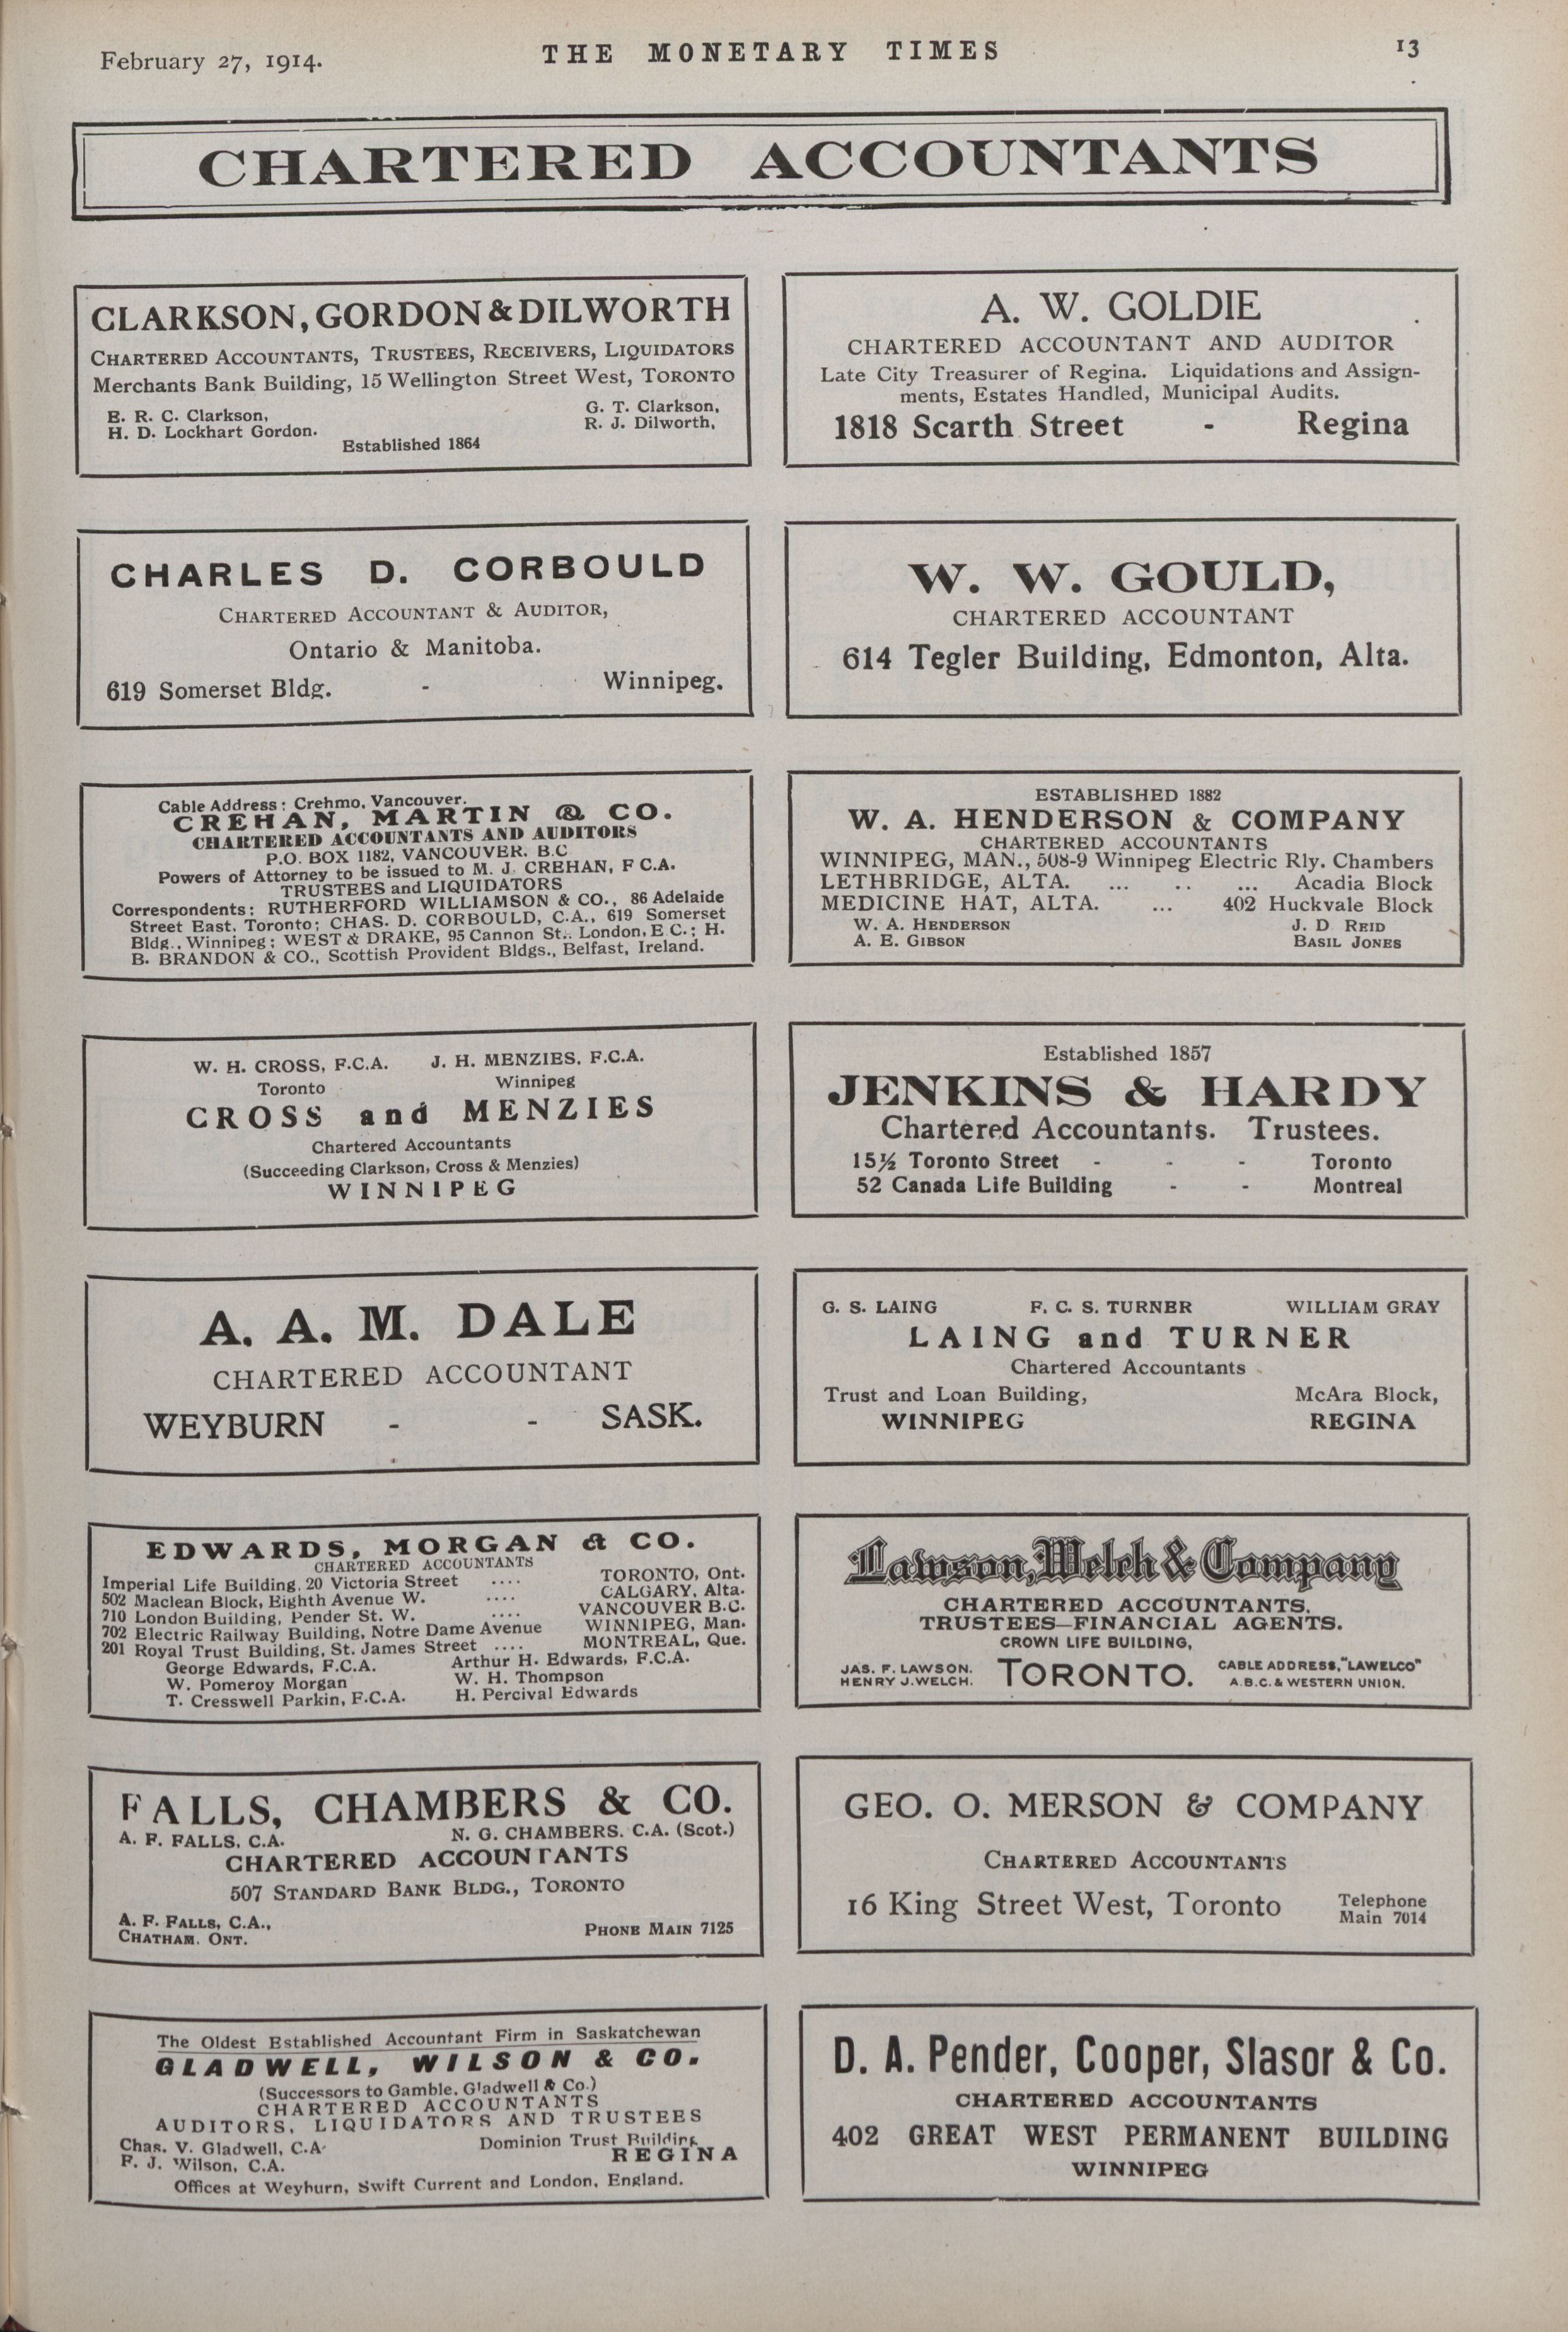 February 27, 1914.
THE MONETARY TIMES
13
CHARTERED ACCOUNTANTS
CLARKSON, GORDON & DILWORTH
CHARTERED ACCOUNTANTS, TRUSTEES, RECEIVERS, LIQUIDATORS
Merchants Bank Building, 15 Wellington Street West, TORONTO
E. R. C. Clarkson, G. T. Clarkson,
H. D. Lockhart Gordon. R. J. Dilworth,
Established 1864
CHARLES D. CORBOULD
CHARTERED ACCOUNTANT & AUDITOR,
Ontario & Manitoba.
619 Somerset Bldg. - Winnipeg.
Cable Address: Crehmo, Vancouver.
CREHAN, MARTIN & CO.
CHARTERED ACCOUNTANTS AND AUDITORS
P.O. BOX 1182, VANCOUVER. B.C
Powers of Attorney to be issued to M. J. CREHAN, F C.A.
TRUSTEES and LIQUIDATORS
Correspondents: RUTHERFORD WILLIAMSON & CO., 86 Adelaide
Street East, Toronto; CHAS. D. CORBOULD, C.A., 619 Somerset
Bldg., Winnipeg; WEST & DRAKE, 95 Cannon St., London, E C.; H.
B. BRANDON & CO., Scottish Provident Bldgs., Belfast, Ireland.
W. H. CROSS, F.C.A. J. H. MENZIES, F.C.A.
Toronto Winnipeg
CROSS and MENZIES
Chartered Accountants
(Succeeding Clarkson, Cross & Menzies)
WINNIPEG
A. A. M. DALE
CHARTERED ACCOUNTANT
WEYBURN - - SASK.
EDWARDS, MORGAN & CO.
CHARTERED ACCOUNTANTS
Imperial Life Building, 20 Victoria Street .... TORONTO, Ont.
502 Maclean Block, Eighth Avenue W. .... CALGARY, Alta.
710 London Building, Pender St. W. .... VANCOUVER B.C.
702 Electric Railway Building, Notre Dame Avenue WINNIPEG, Man.
201 Royal Trust Building, St. James Street .... MONTREAL, Que.
George Edwards, F.C.A. Arthur H. Edwards, F.C.A.
W. Pomeroy Morgan W. H. Thompson
T. Cresswell Parkin, F.C.A. H. Percival Edwards
FALLS, CHAMBERS & CO.
A. F. FALLS, C.A. N. G. CHAMBERS. C.A. (Scot.)
CHARTERED ACCOUNTANTS
507 STANDARD BANK BLDG., TORONTO
A. F. FALLS, C.A.,
CHATHAM. ONT. PHONE MAIN 7125
The Oldest Established Accountant Firm in Saskatchewan
GLADWELL, WILSON & CO.
(Successors to Gamble, Gladwell & Co.)
CHARTERED ACCOUNTANTS
AUDITORS, LIQUIDATORS AND TRUSTEES
Chas. V. Gladwell, C.A. Dominion Trust Building
F. J. Wilson, C.A. REGINA
Offices at Weyburn, Swift Current and London, England.
A. W. GOLDIE
CHARTERED ACCOUNTANT AND AUDITOR
Late City Treasurer of Regina. Liquidations and Assign-
ments, Estates Handled, Municipal Audits.
1818 Scarth Street - Regina
W. W. GOULD,
CHARTERED ACCOUNTANT
614 Tegler Building, Edmonton, Alta.
ESTABLISHED 1882
W. A. HENDERSON & COMPANY
CHARTERED ACCOUNTANTS
WINNIPEG, MAN., 508-9 Winnipeg Electric Rly. Chambers
LETHBRIDGE, ALTA. ... .. ... Acadia Block
MEDICINE HAT, ALTA. ... 402 Huckvale Block
W. A. HENDERSON J. D REID
A. E. GIBSON BASIL JONES
Established 1857
JENKINS & HARDY
Chartered Accountants. Trustees.
15½ Toronto Street - - - Toronto
52 Canada Life Building - - Montreal
G. S. LAING F. C. S. TURNER WILLIAM GRAY
LAING and TURNER
Chartered Accountants
Trust and Loan Building, McAra Block,
WINNIPEG REGINA
Lawson, Welch & Company
CHARTERED ACCOUNTANTS,
TRUSTEES—FINANCIAL AGENTS.
CROWN LIFE BUILDING,
JAS. F. LAWSON.
HENRY J. WELCH.
TORONTO.
CABLE ADDRESS, "LAWELCO"
A.B.C. & WESTERN UNION.
GEO. O. MERSON & COMPANY
CHARTERED ACCOUNTANTS
16 King Street West, Toronto
Telephone
Main 7014
D. A. Pender, Cooper, Slasor & Co.
CHARTERED ACCOUNTANTS
402 GREAT WEST PERMANENT BUILDING
WINNIPEG